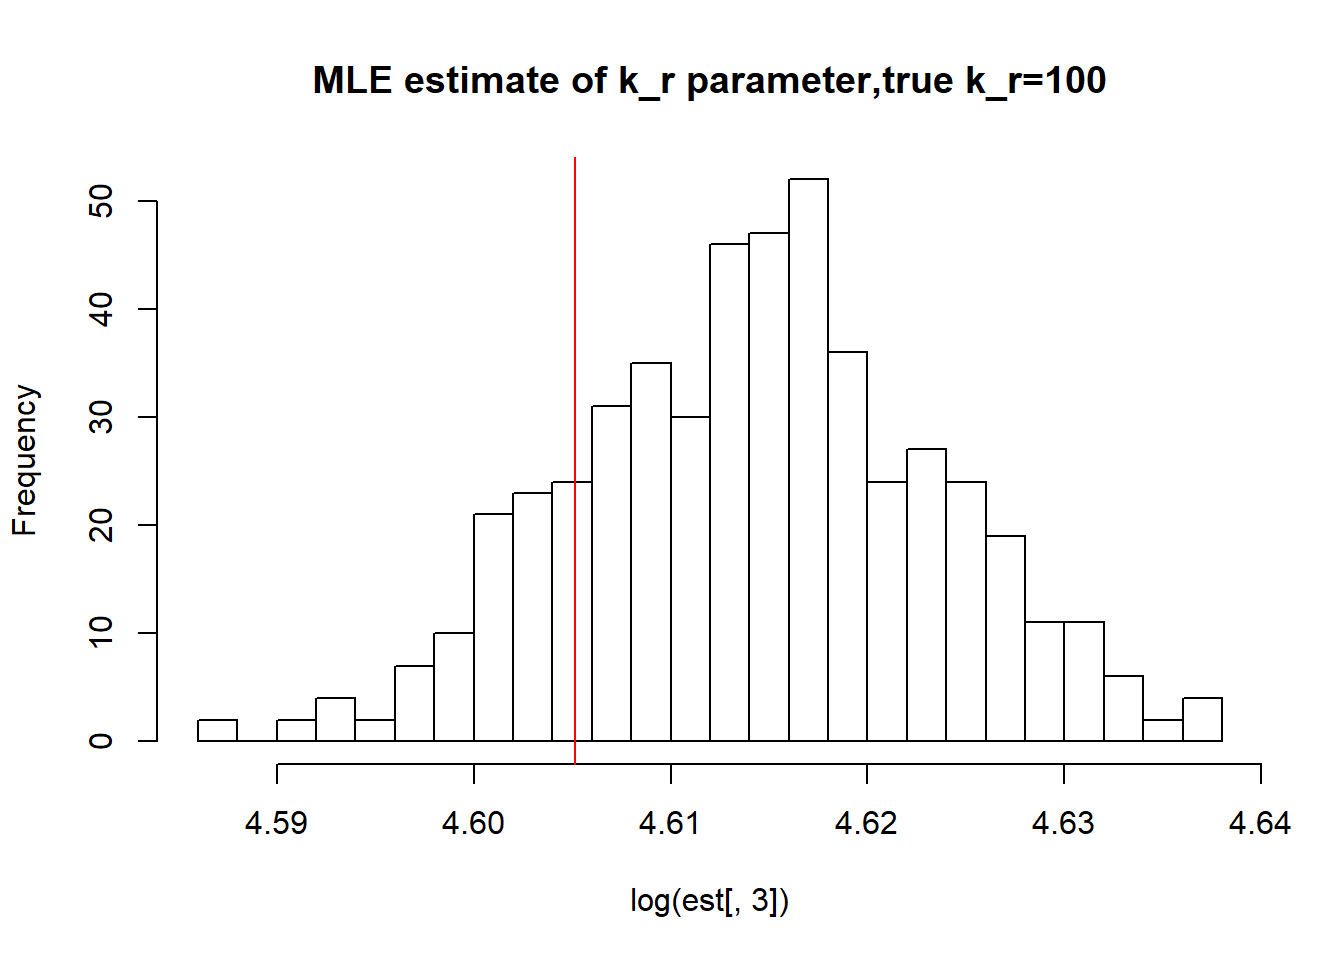 MLE estimate of k_r parameter,true k_r=100
Frequency
50
40
30
20
10
0
4.59 4.60 4.61 4.62 4.63 4.64
log(est[, 3])